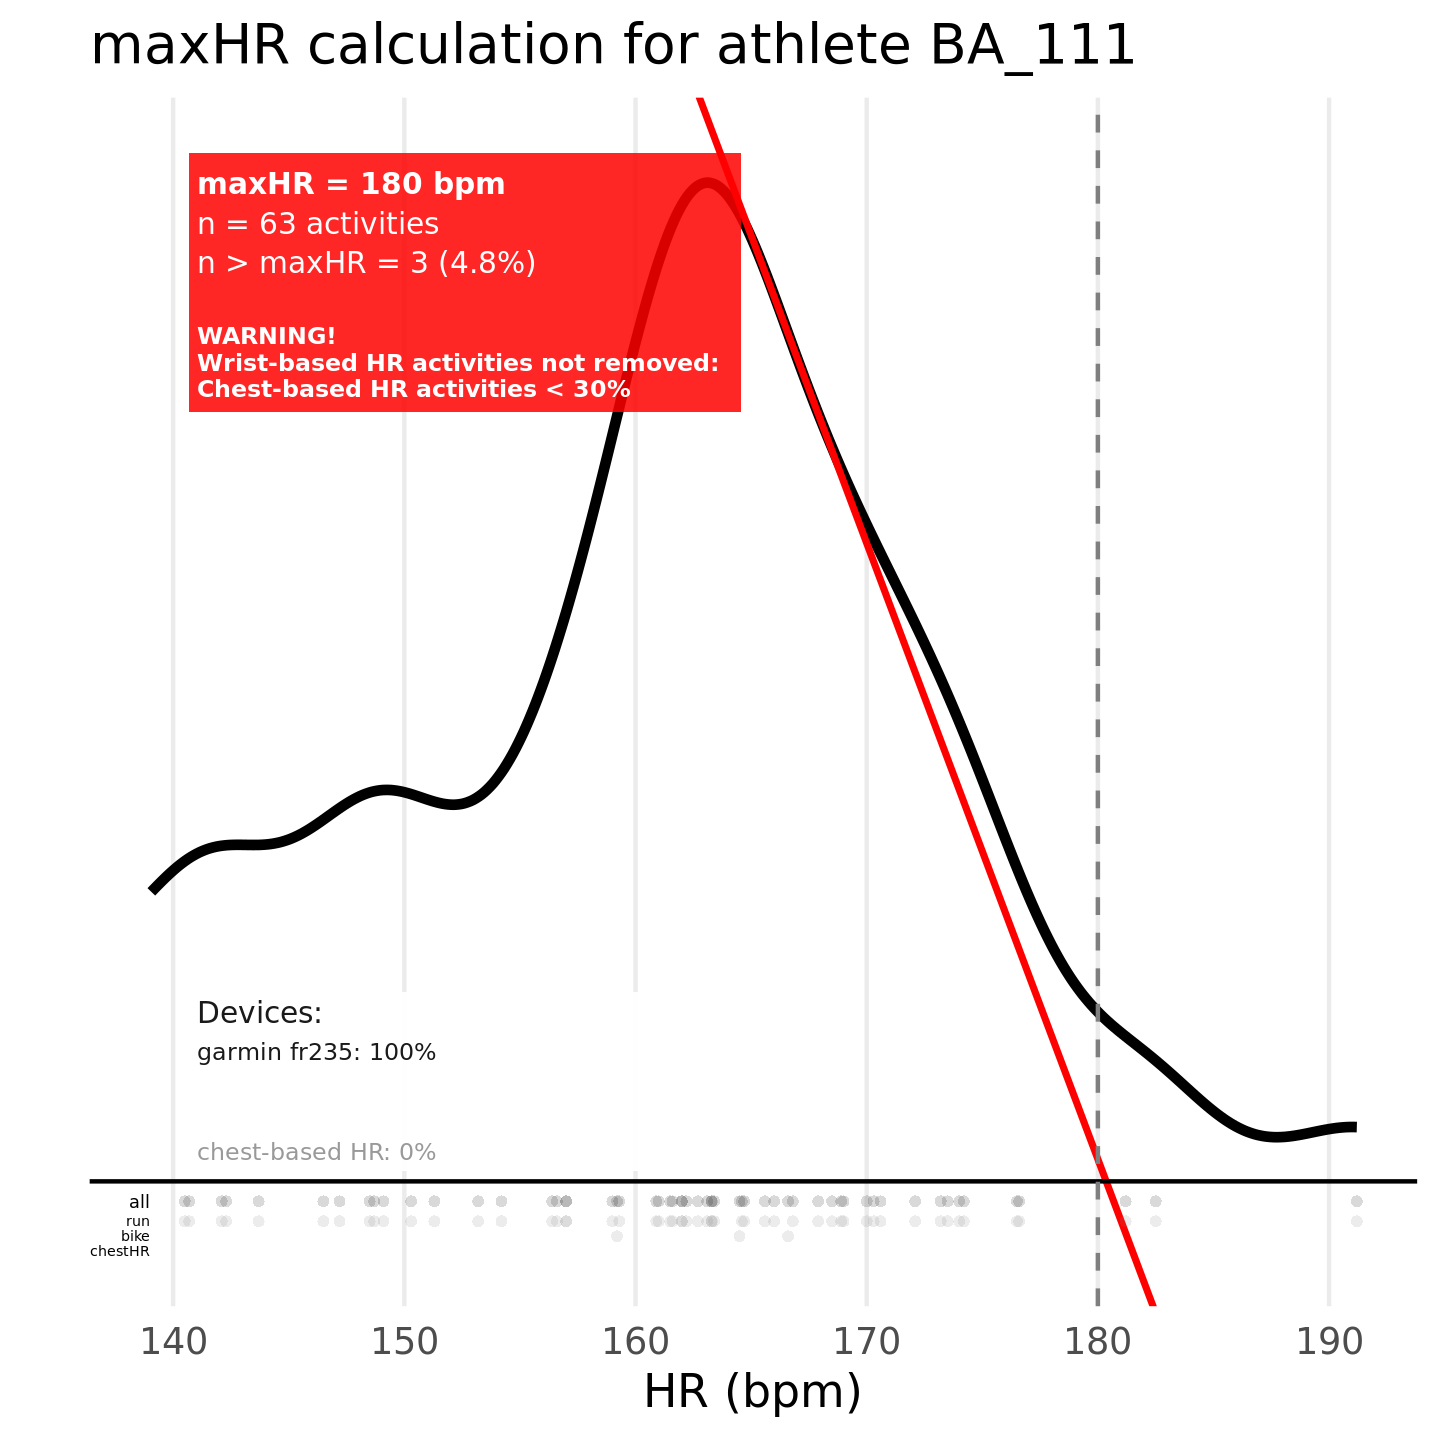 maxHR calculation for athlete BA_111
maxHR = 180 bpm
n = 63 activities
n > maxHR = 3 (4.8%)
WARNING!
Wrist-based HR activities not removed:
Chest-based HR activities < 30%
Devices:
garmin fr235: 100%
chest-based HR: 0%
all
run
bike
chestHR
140 150 160 170 180 190
HR (bpm)